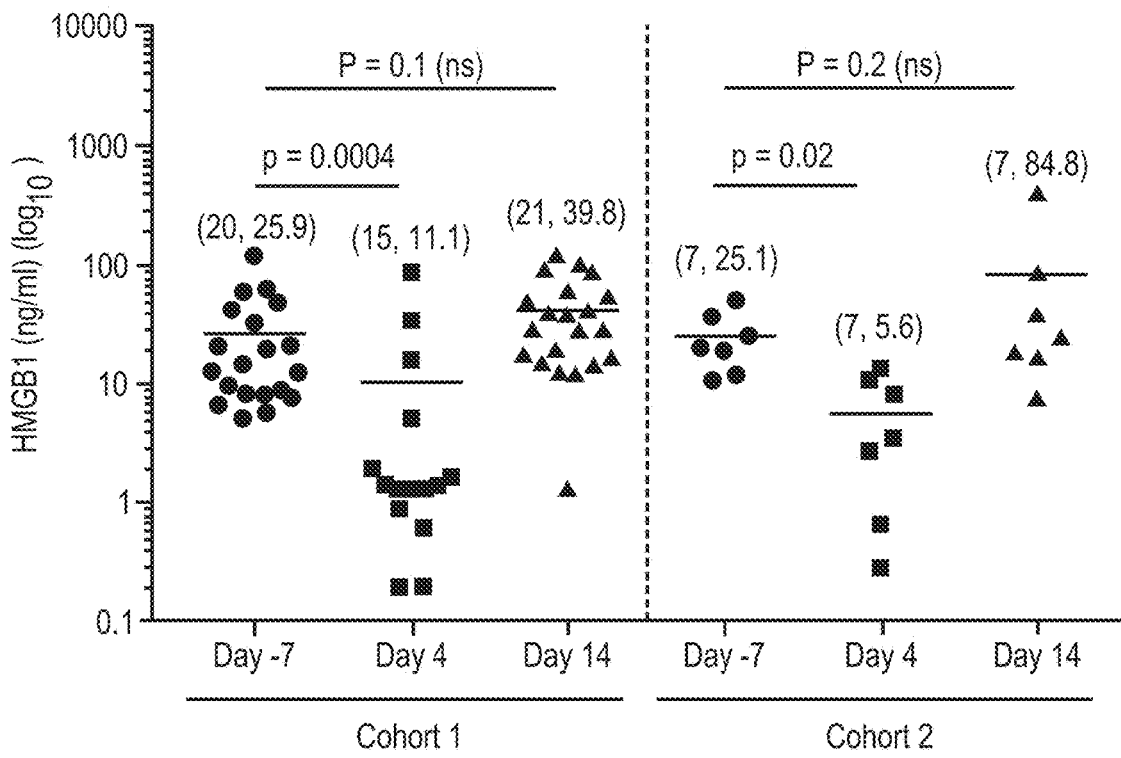 10000
1000
100
10
1
0.1
HMGB1 (ng/ml) (log10)
P = 0.1 (ns)
p = 0.0004
(20, 25.9)
(15, 11.1)
(21, 39.8)
P = 0.2 (ns)
p = 0.02
(7, 25.1)
(7, 5.6)
(7, 84.8)
Day -7
Day 4
Day 14
Day -7
Day 4
Day 14
Cohort 1
Cohort 2